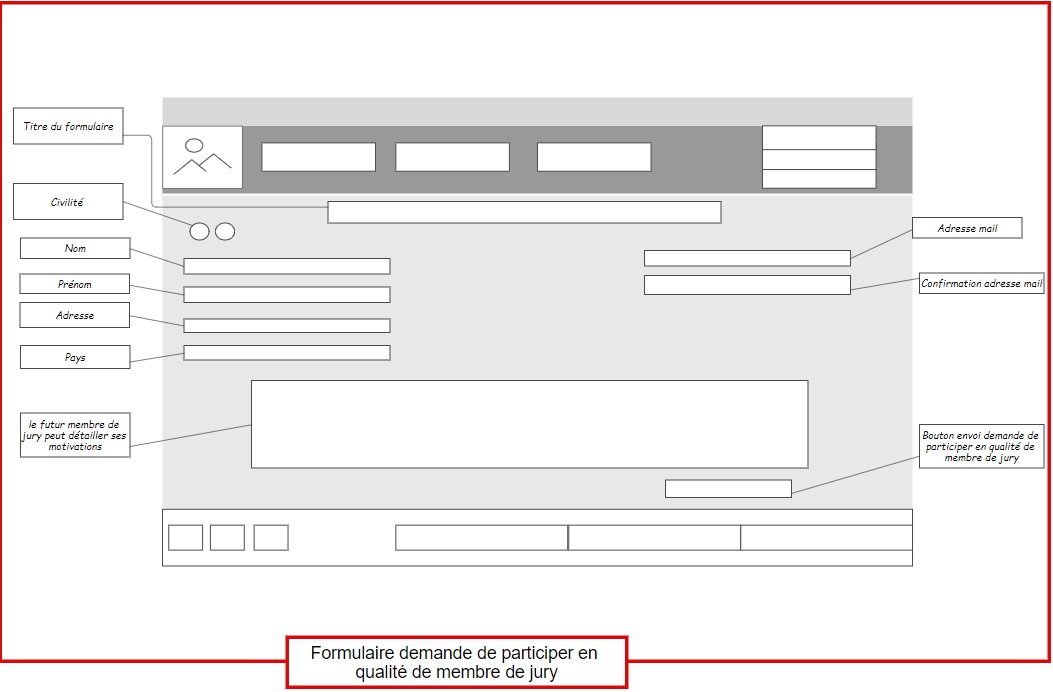 Titre du formulaire
Civilité
Nom
Prénom
Adresse
Pays
le futur membre de
jury peut détailler ses
motivations
Adresse mail
Confirmation adresse mail
Bouton envoi demande de
participer en qualité de
membre de jury
Formulaire demande de participer en
qualité de membre de jury